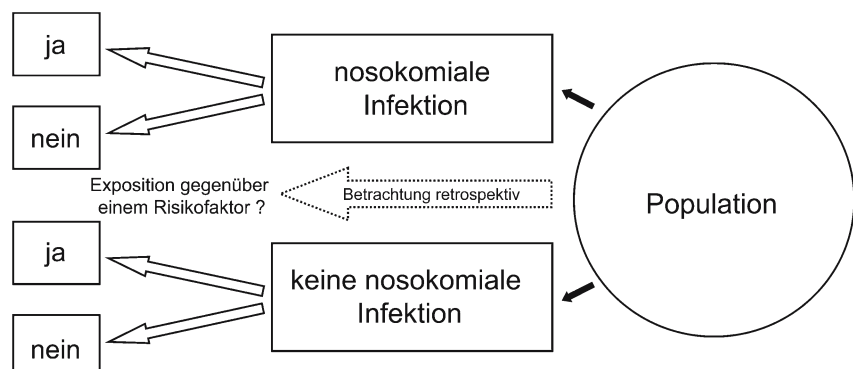 ja
nein
nosokomiale
Infektion
Exposition gegenüber
einem Risikofaktor ?
Betrachtung retrospektiv
Population
ja
nein
keine nosokomiale
Infektion